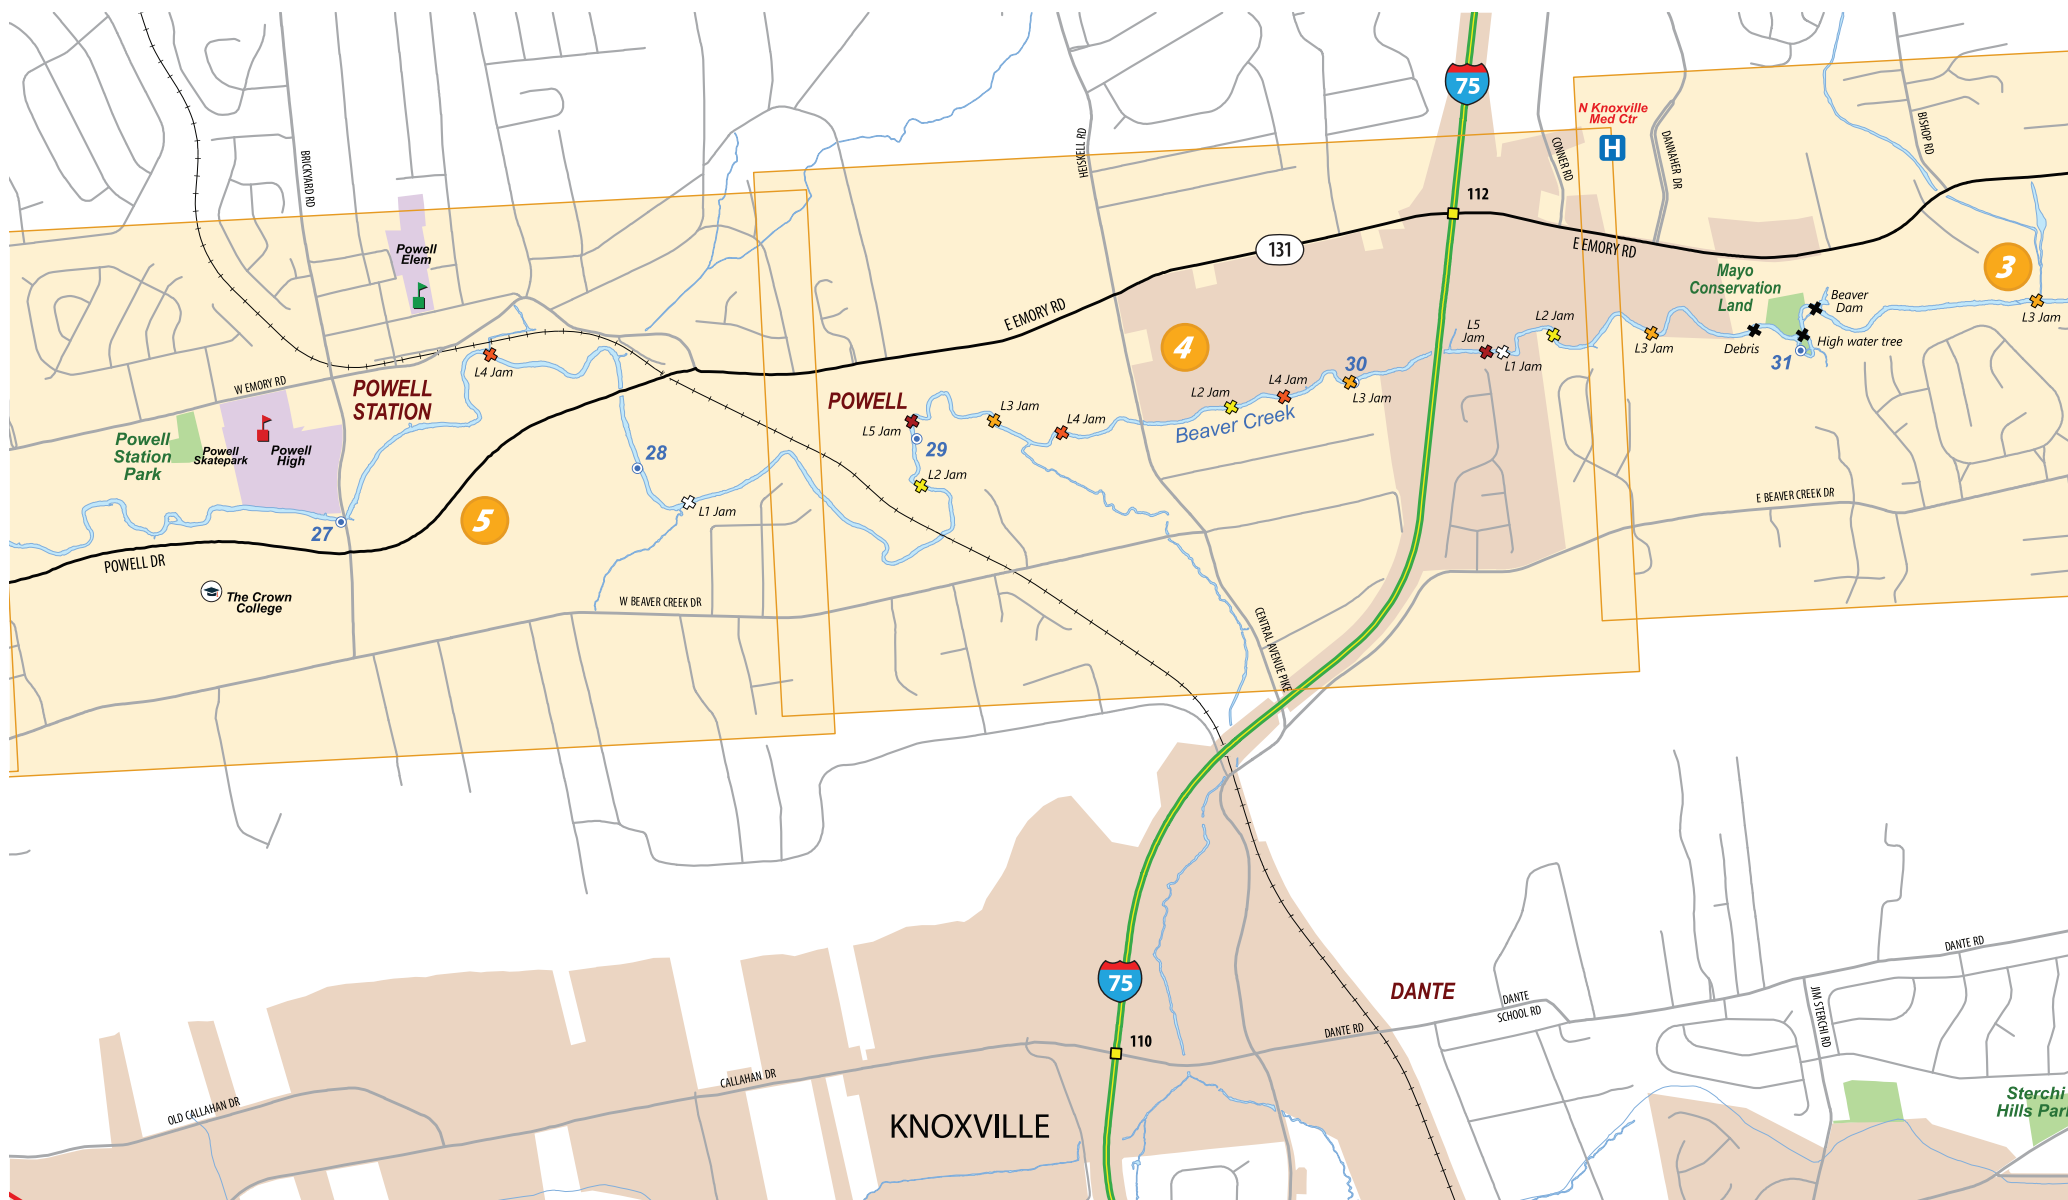 75
N Knoxville
Med Ctr
H
BRICKYARD RD
HEISKELL RD
CONNER RD
DANNAHER DR
BISHOP RD
112
131
E EMORY RD
E EMORY RD
Powell
Elem
Mayo
Conservation
Land
3
Beaver
Dam
L3 Jam
High water tree
Debris
31
L3 Jam
L2 Jam
L5
Jam
L1 Jam
4
30
L3 Jam
L4 Jam
L2 Jam
Beaver Creek
L4 Jam
W EMORY RD
POWELL
STATION
POWELL
L3 Jam
L4 Jam
L5 Jam
29
L2 Jam
Powell
Station
Park
Powell
Skatepark
Powell
High
28
L1 Jam
27
5
E BEAVER CREEK DR
POWELL DR
The Crown
College
W BEAVER CREEK DR
CENTRAL AVENUE PIKE
75
DANTE
DANTE RD
DANTE
SCHOOL RD
DANTE RD
JIM STERCHI RD
110
CALLAHAN DR
OLD CALLAHAN DR
KNOXVILLE
Sterchi
Hills Park